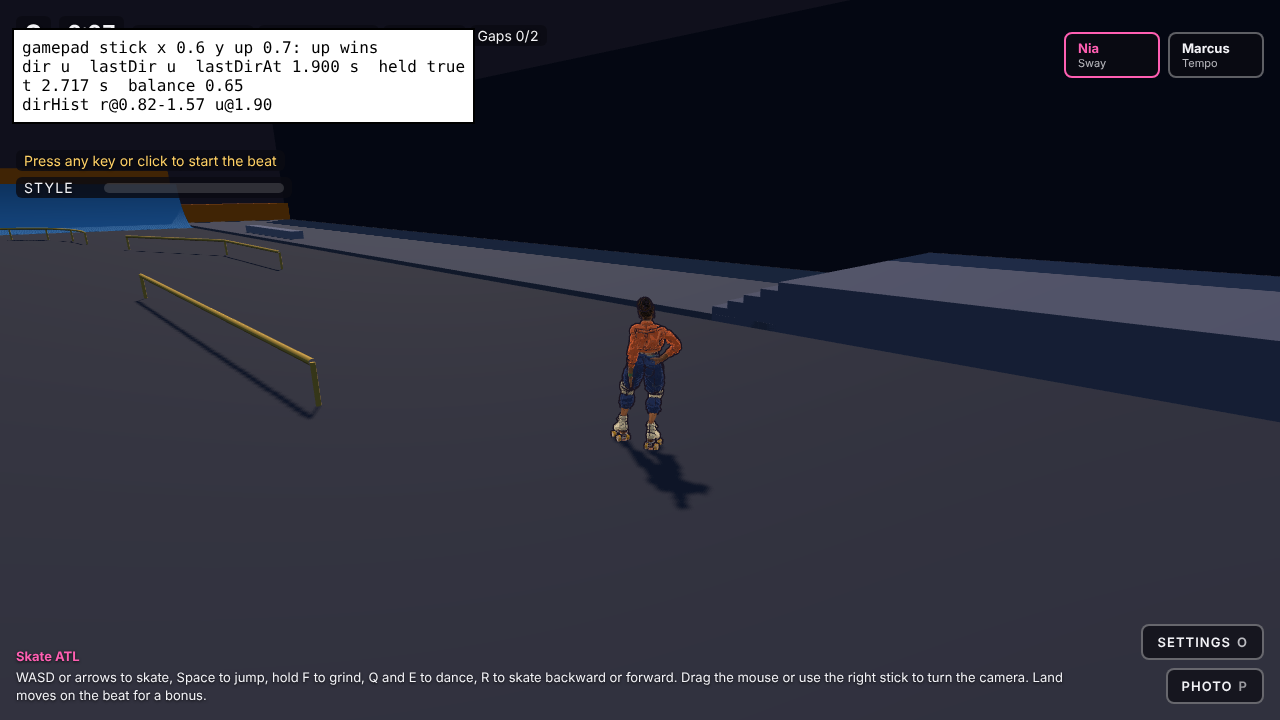 Gaps 0/2
gamepad stick x 0.6 y up 0.7: up wins
dir u lastDir u lastDirAt 1.900 s held true
t 2.717 s balance 0.65
dirHist r@0.82-1.57 u@1.90
Nia
Sway
Marcus
Tempo
Press any key or click to start the beat
STYLE
SETTINGS O
PHOTO P
Skate ATL
WASD or arrows to skate, Space to jump, hold F to grind, Q and E to dance, R to skate backward or forward. Drag the mouse or use the right stick to turn the camera. Land
moves on the beat for a bonus.